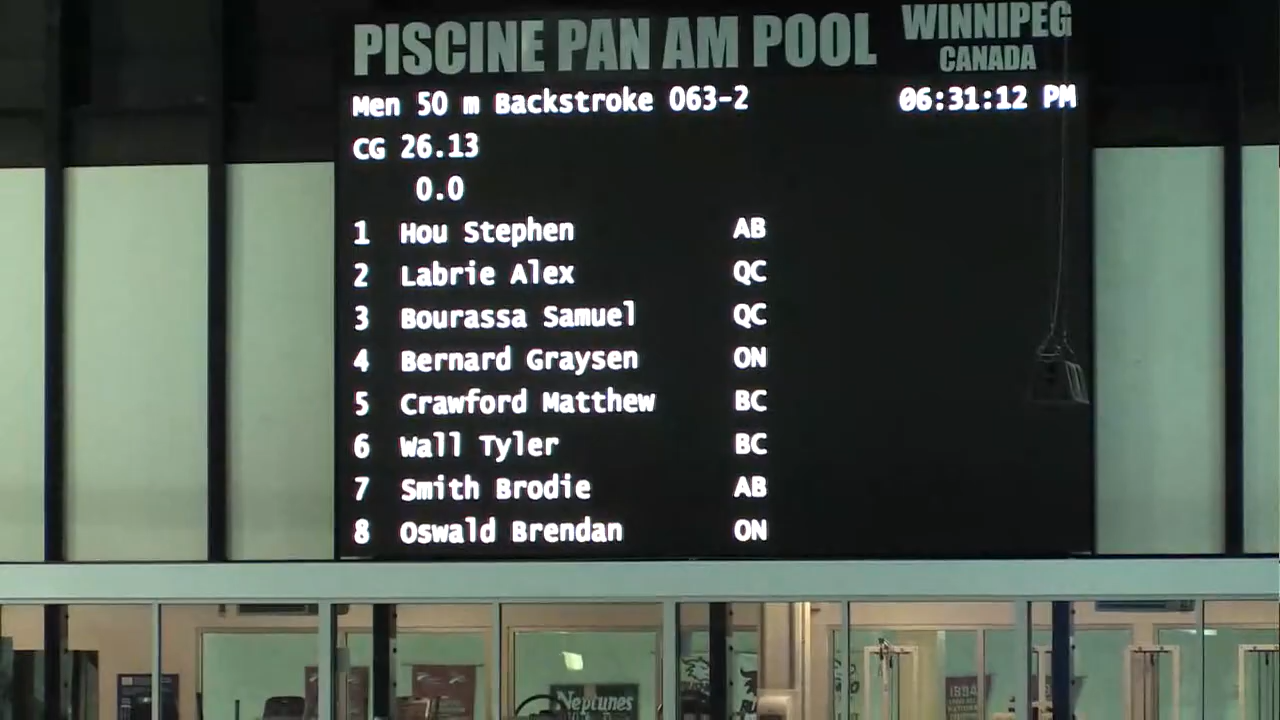 PISCINE PAN AM POOL
WINNIPEG
CANADA
Men 50 m Backstroke 063-2 06:31:12 PM
CG 26.13
0.0
1 Hou Stephen AB
2 Labrie Alex QC
3 Bourassa Samuel QC
4 Bernard Graysen ON
5 Crawford Matthew BC
6 Wall Tyler BC
7 Smith Brodie AB
8 Oswald Brendan ON
Neptunes
1994